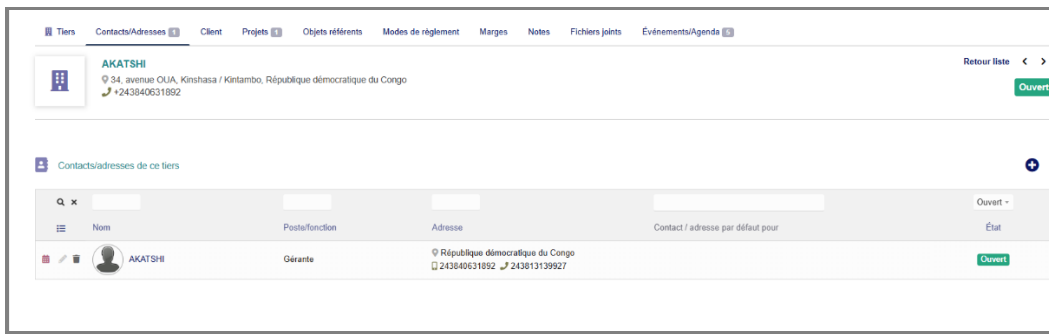 Tiers Contacts/Adresses 1 Client Projets 1 Objets référents Modes de règlement Marges Notes Fichiers joints Événements/Agenda 5
AKATSHI
Retour liste < >
34, avenue OUA, Kinshasa / Kintambo, République démocratique du Congo
+243840631892
Ouvert
Contacts/adresses de ce tiers
Ouvert
Nom Poste/fonction Adresse Contact / adresse par défaut pour État
AKATSHI Gérante République démocratique du Congo Ouvert
243840631892 243813139927